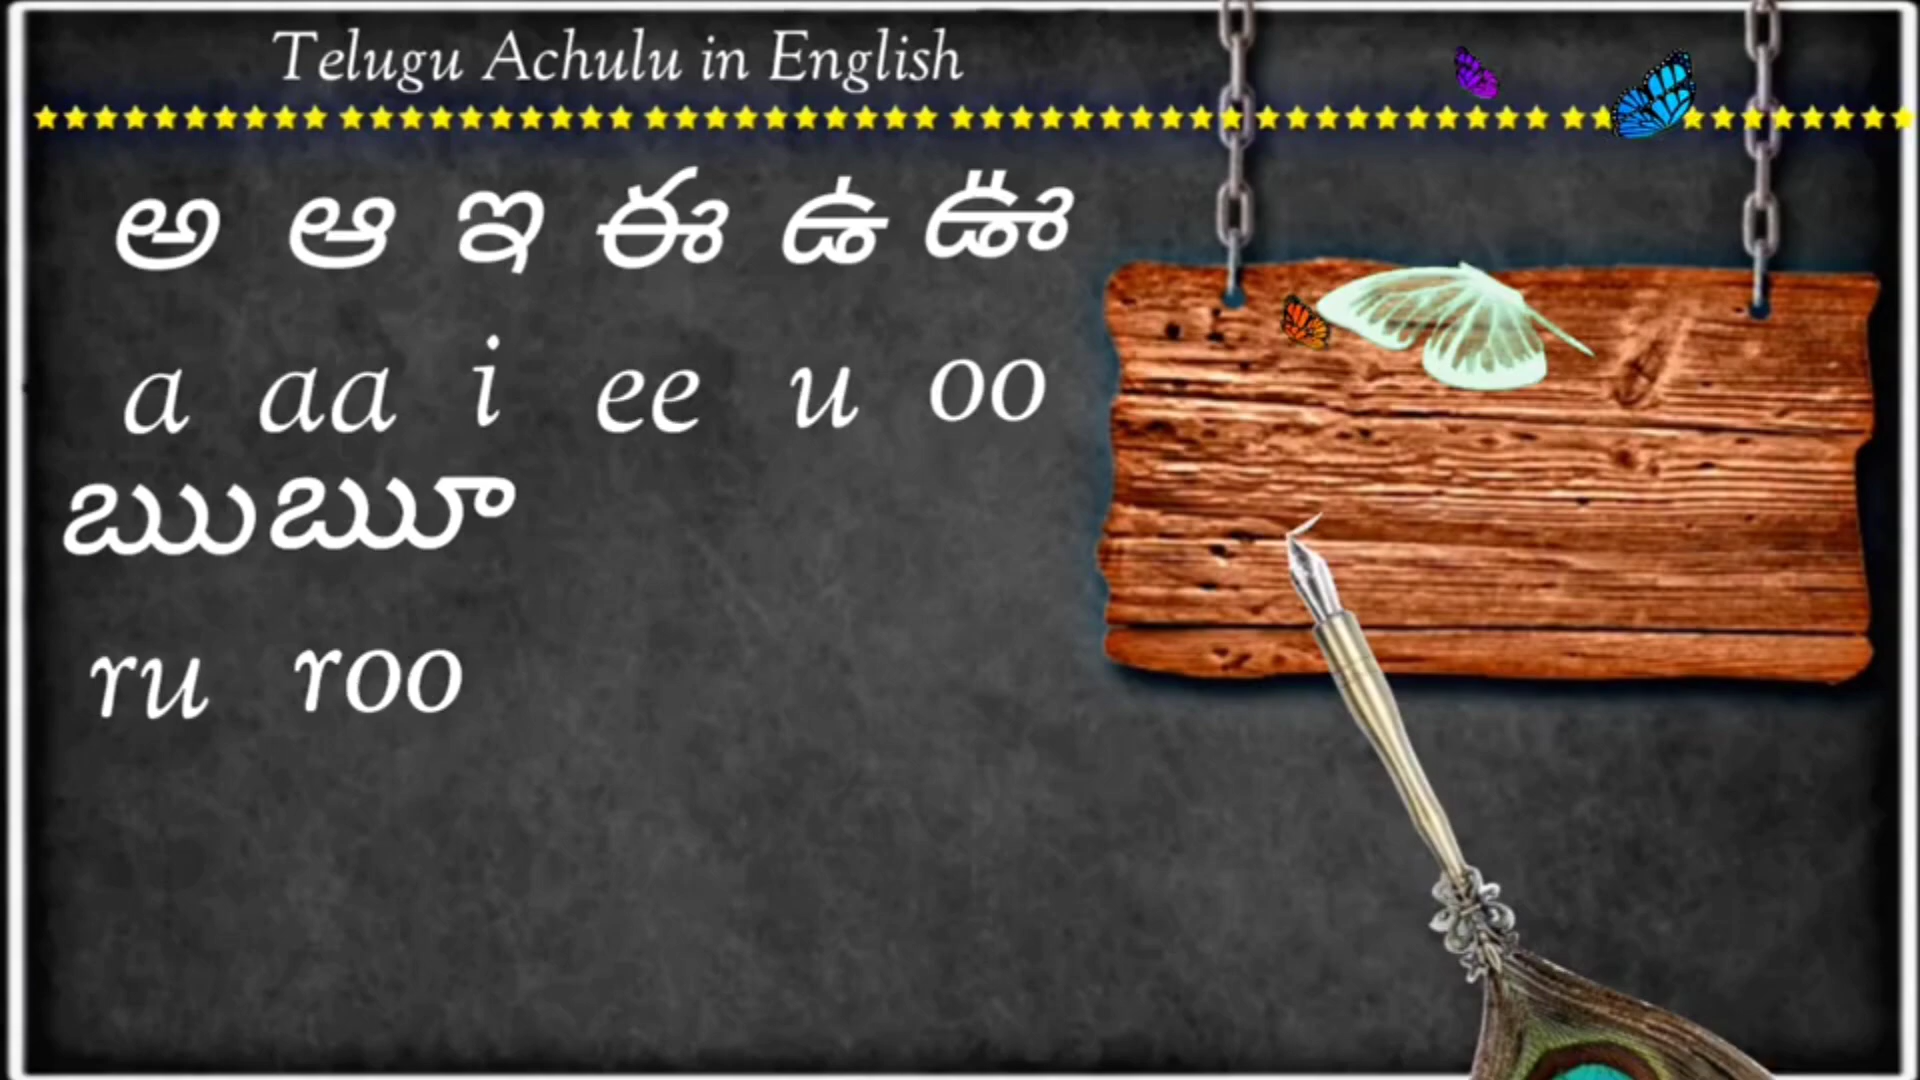 Telugu Achulu in English
అ ఆ ఇ ఈ ఉ ఊ
a aa i ee u oo
ఋ ౠ
ru roo